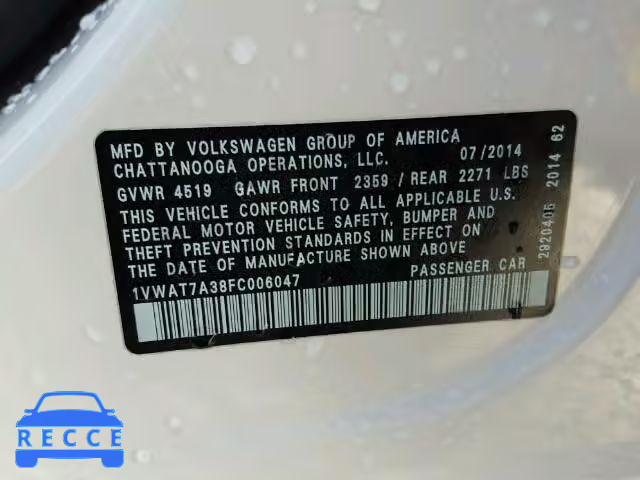 MFD BY VOLKSWAGEN GROUP OF AMERICA
CHATTANOOGA OPERATIONS, LLC. 07/2014
GVWR 4519 GAWR FRONT 2359 / REAR 2271 LBS
THIS VEHICLE CONFORMS TO ALL APPLICABLE U.S.
FEDERAL MOTOR VEHICLE SAFETY, BUMPER AND
THEFT PREVENTION STANDARDS IN EFFECT ON
THE DATE OF MANUFACTURE SHOWN ABOVE
1VWAT7A38FC006047 PASSENGER CAR
2920406 2014 62
RECCE